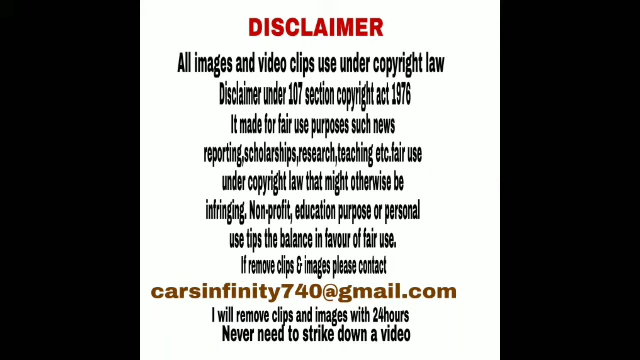 DISCLAIMER
All images and video clips use under copyright law
Disclaimer under 107 section copyright act 1976
It made for fair use purposes such news
reporting,scholarships,research,teaching etc.fair use
under copyright law that might otherwise be
infringing. Non-profit, education purpose or personal
use tips the balance in favour of fair use.
If remove clips & images please contact
carsinfinity740@gmail.com
I will remove clips and images with 24hours
Never need to strike down a video